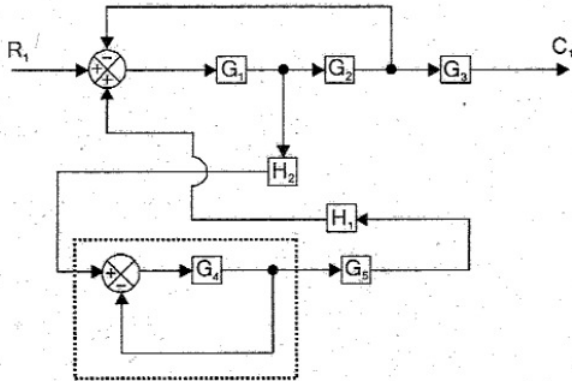 R₁ + − + G₁ G₂ G₃ C₁
H₂
H₁
+ − G₄ G₅